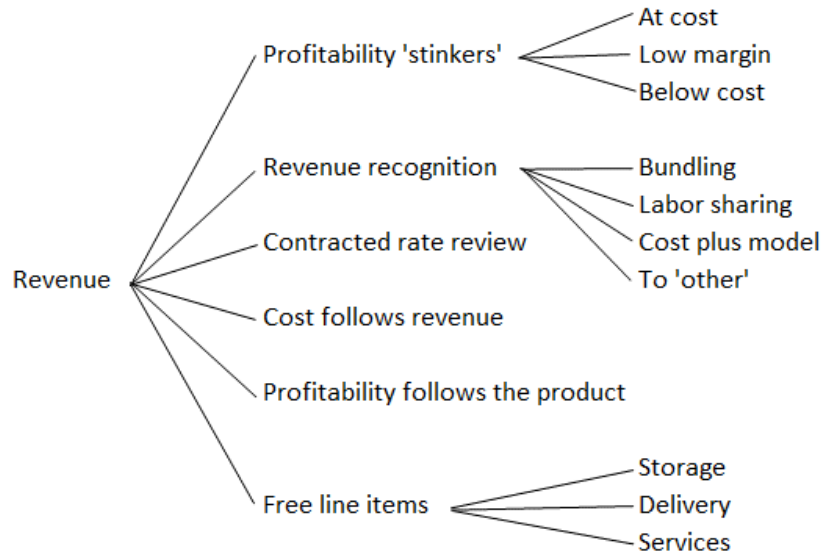 Revenue
Profitability 'stinkers'
At cost
Low margin
Below cost
Revenue recognition
Bundling
Labor sharing
Cost plus model
To 'other'
Contracted rate review
Cost follows revenue
Profitability follows the product
Free line items
Storage
Delivery
Services